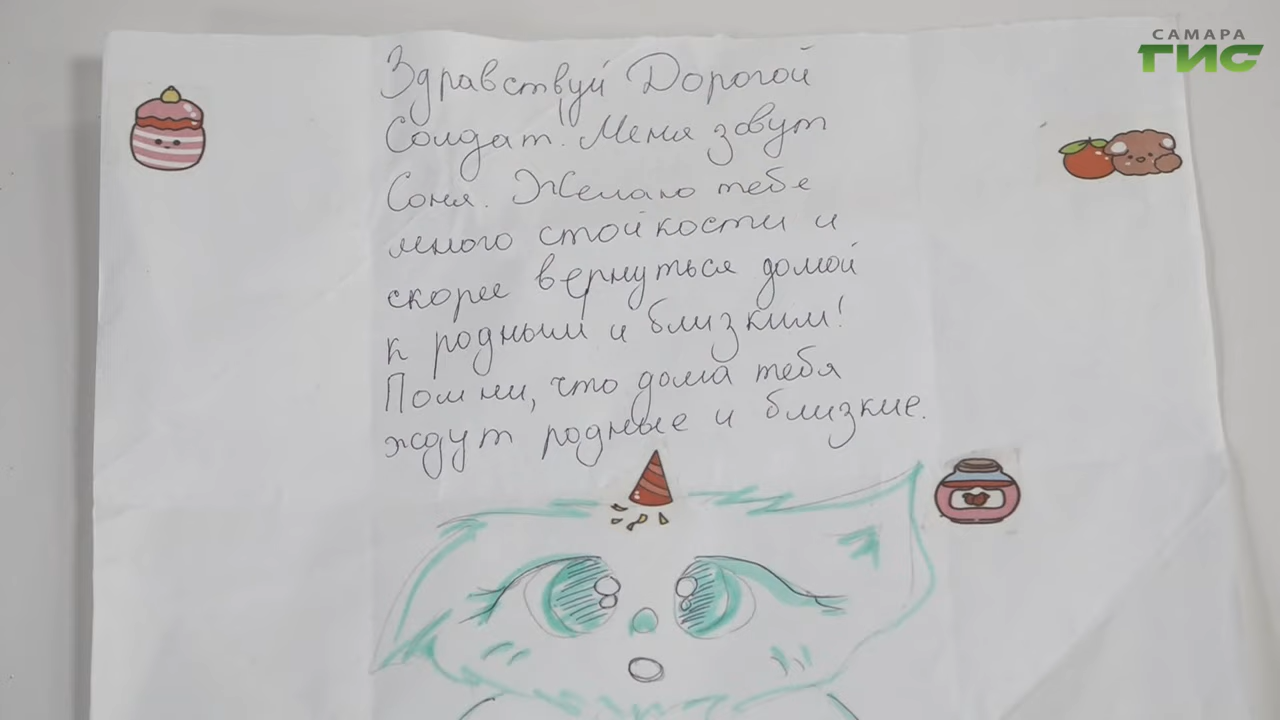 САМАРА
ГИС
Здравствуй Дорогой
Солдат! Меня зовут
Соня. Желаю тебе
много стойкости и
скорее вернуться домой
к родным и близким!
Помни, что дома тебя
ждут родные и близкие.